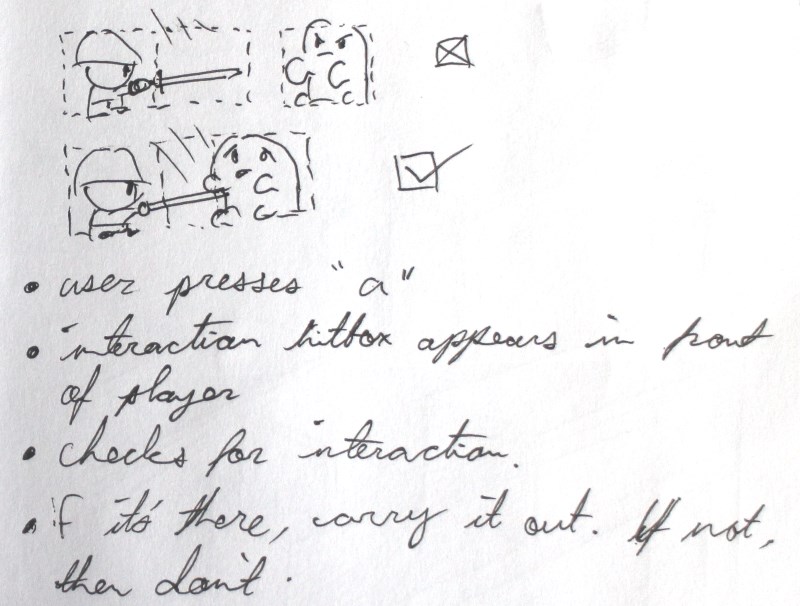 • user presses "a"
• interaction hitbox appears in front
of player
• checks for interaction.
• if it's there, carry it out. If not,
then don't.